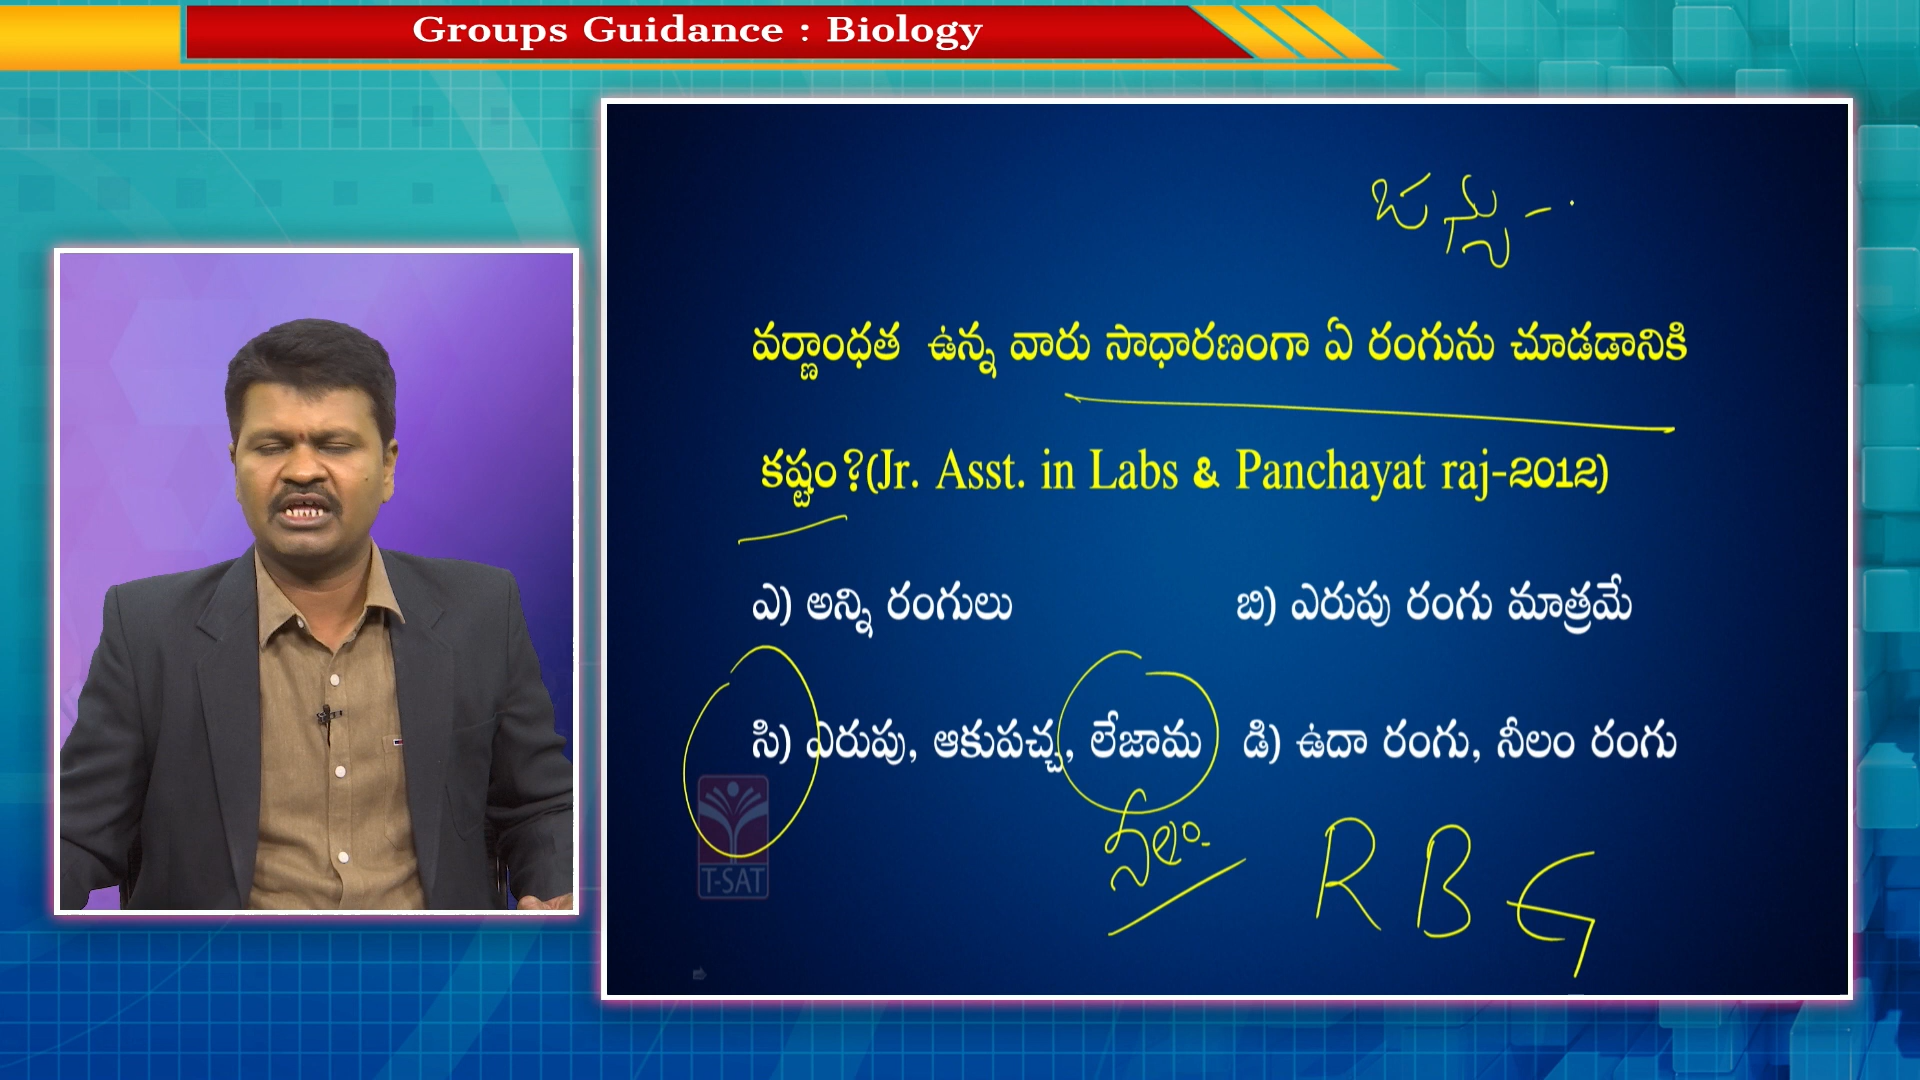 Groups Guidance : Biology
వర్ణాంధత ఉన్న వారు సాధారణంగా ఏ రంగును చూడడానికి
కష్టం?(Jr. Asst. in Labs & Panchayat raj-2012)
ఎ) అన్ని రంగులు బి) ఎరుపు రంగు మాత్రమే
సి) ఎరుపు, ఆకుపచ్చ, లేజామ డి) ఉదా రంగు, నీలం రంగు
నీలం
R B G
T-SAT